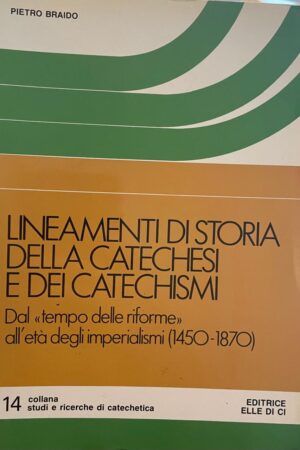 PIETRO BRAIDO
LINEAMENTI DI STORIA
DELLA CATECHESI
E DEI CATECHISMI
Dal «tempo delle riforme»
all'età degli imperialismi (1450-1870)
14 collana
studi e ricerche di catechetica
EDITRICE
ELLE DI CI